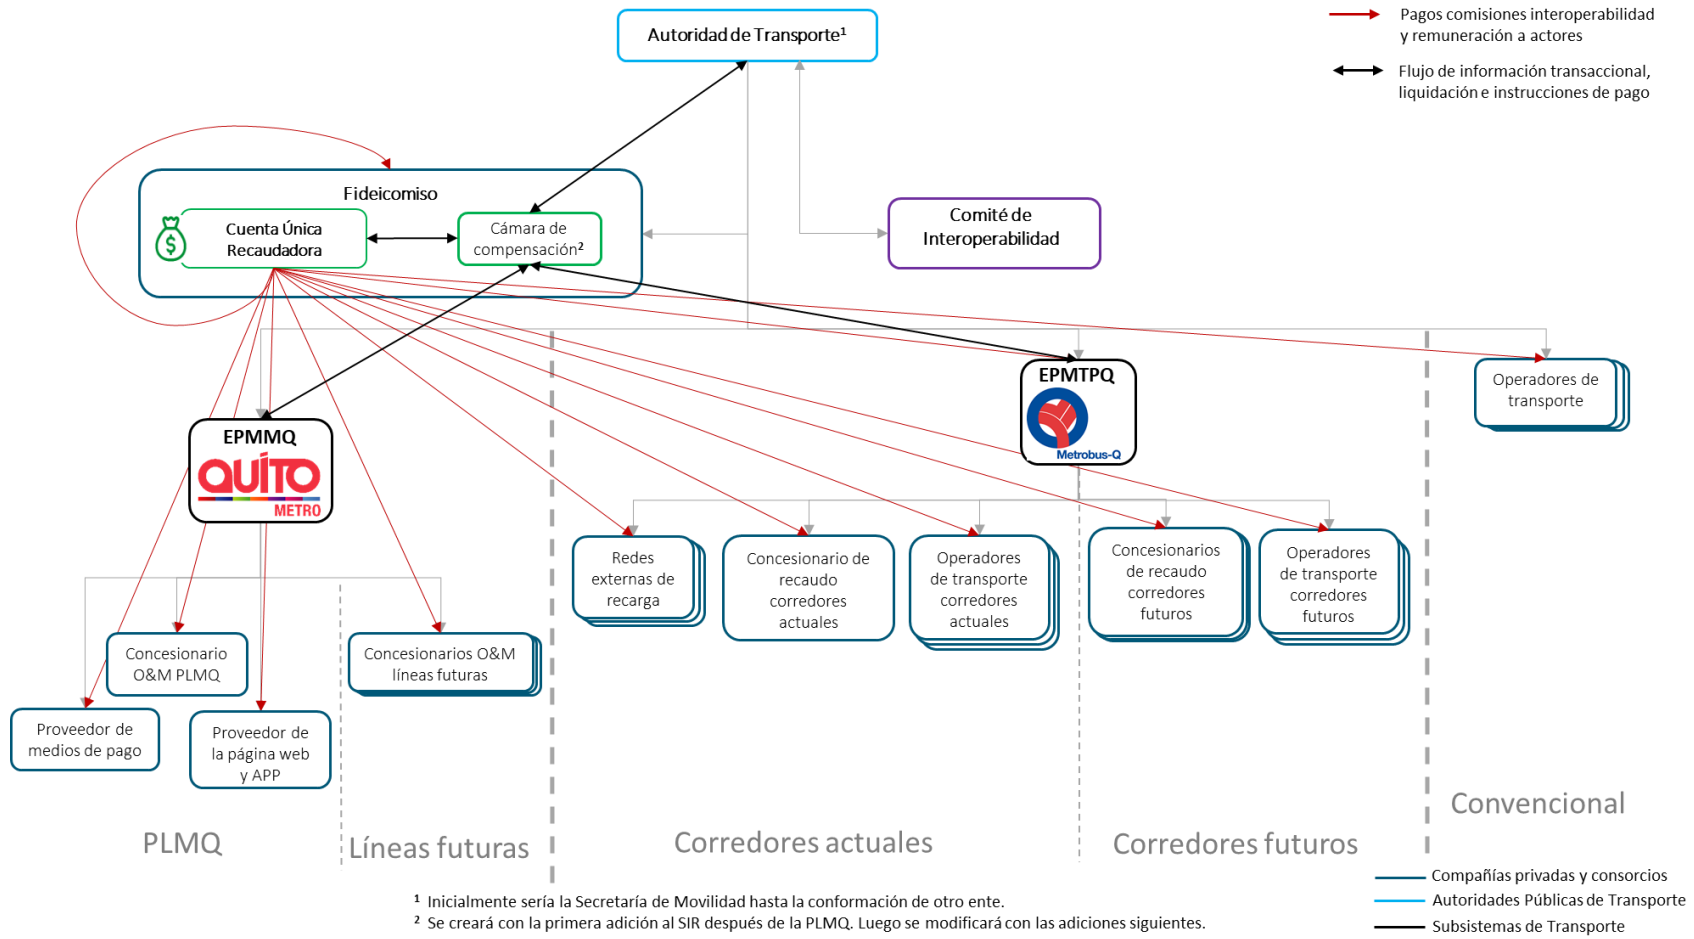 Autoridad de Transporte¹
Pagos comisiones interoperabilidad
y remuneración a actores
Flujo de información transaccional,
liquidación e instrucciones de pago
Fideicomiso
Cuenta Única
Recaudadora
$
Cámara de
compensación²
Comité de
Interoperabilidad
EPMMQ
QUITO
METRO
EPMTPQ
Metrobus-Q
Operadores de
transporte
Redes
externas de
recarga
Concesionario de
recaudo
corredores
actuales
Operadores
de transporte
corredores
actuales
Concesionarios
de recaudo
corredores
futuros
Operadores
de transporte
corredores
futuros
Concesionario
O&M PLMQ
Concesionarios O&M
líneas futuras
Proveedor de
medios de pago
Proveedor de
la página web
y APP
PLMQ
Líneas futuras
Corredores actuales
Corredores futuros
Convencional
¹ Inicialmente sería la Secretaría de Movilidad hasta la conformación de otro ente.
² Se creará con la primera adición al SIR después de la PLMQ. Luego se modificará con las adiciones siguientes.
Compañías privadas y consorcios
Autoridades Públicas de Transporte
Subsistemas de Transporte